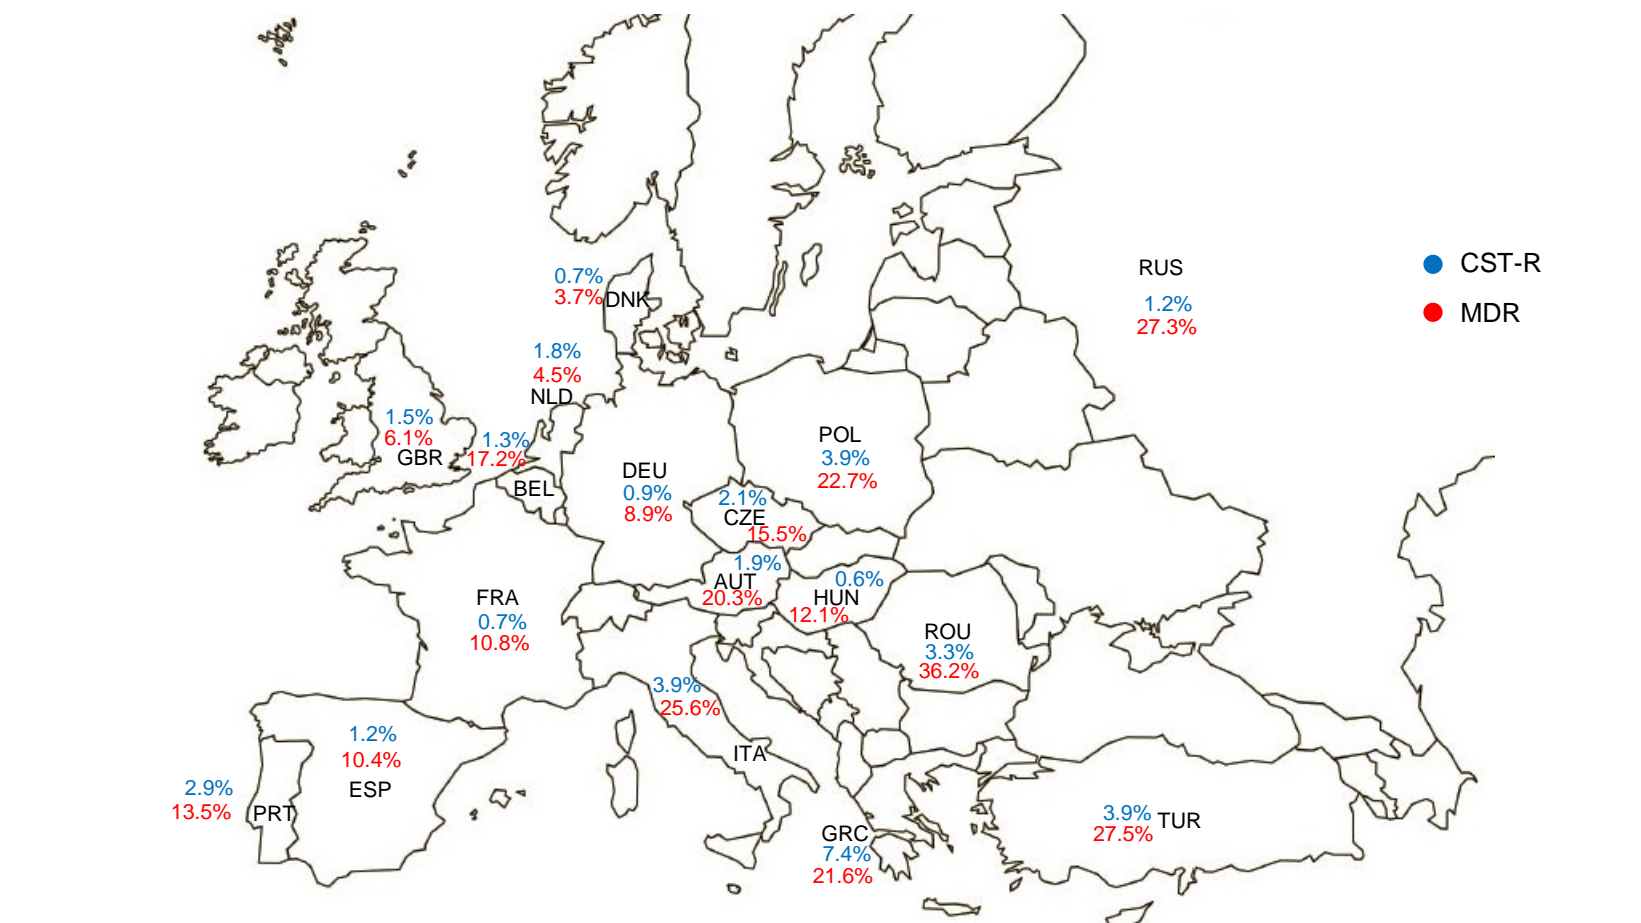 RUS
1.2%
27.3%
CST-R
MDR
0.7%
3.7%
DNK
1.8%
4.5%
NLD
1.5%
6.1%
GBR
1.3%
17.2%
BEL
DEU
0.9%
8.9%
POL
3.9%
22.7%
2.1%
CZE
15.5%
1.9%
AUT
20.3%
0.6%
HUN
12.1%
FRA
0.7%
10.8%
ROU
3.3%
36.2%
3.9%
25.6%
ITA
1.2%
10.4%
ESP
2.9%
13.5%
PRT
GRC
7.4%
21.6%
3.9%
27.5%
TUR